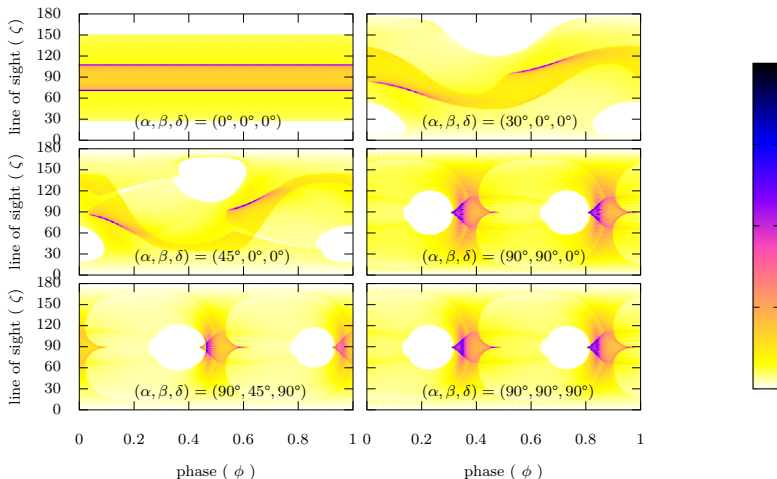 180
150
120
90
60
30
0
line of sight ( ζ)
(α, β, δ) = (0°, 0°, 0°)
(α, β, δ) = (30°, 0°, 0°)
180
150
120
90
60
30
0
line of sight ( ζ)
(α, β, δ) = (45°, 0°, 0°)
(α, β, δ) = (90°, 90°, 0°)
180
150
120
90
60
30
0
line of sight ( ζ)
(α, β, δ) = (90°, 45°, 90°)
(α, β, δ) = (90°, 90°, 90°)
0 0.2 0.4 0.6 0.8 1
0 0.2 0.4 0.6 0.8 1
phase ( ϕ )
phase ( ϕ )